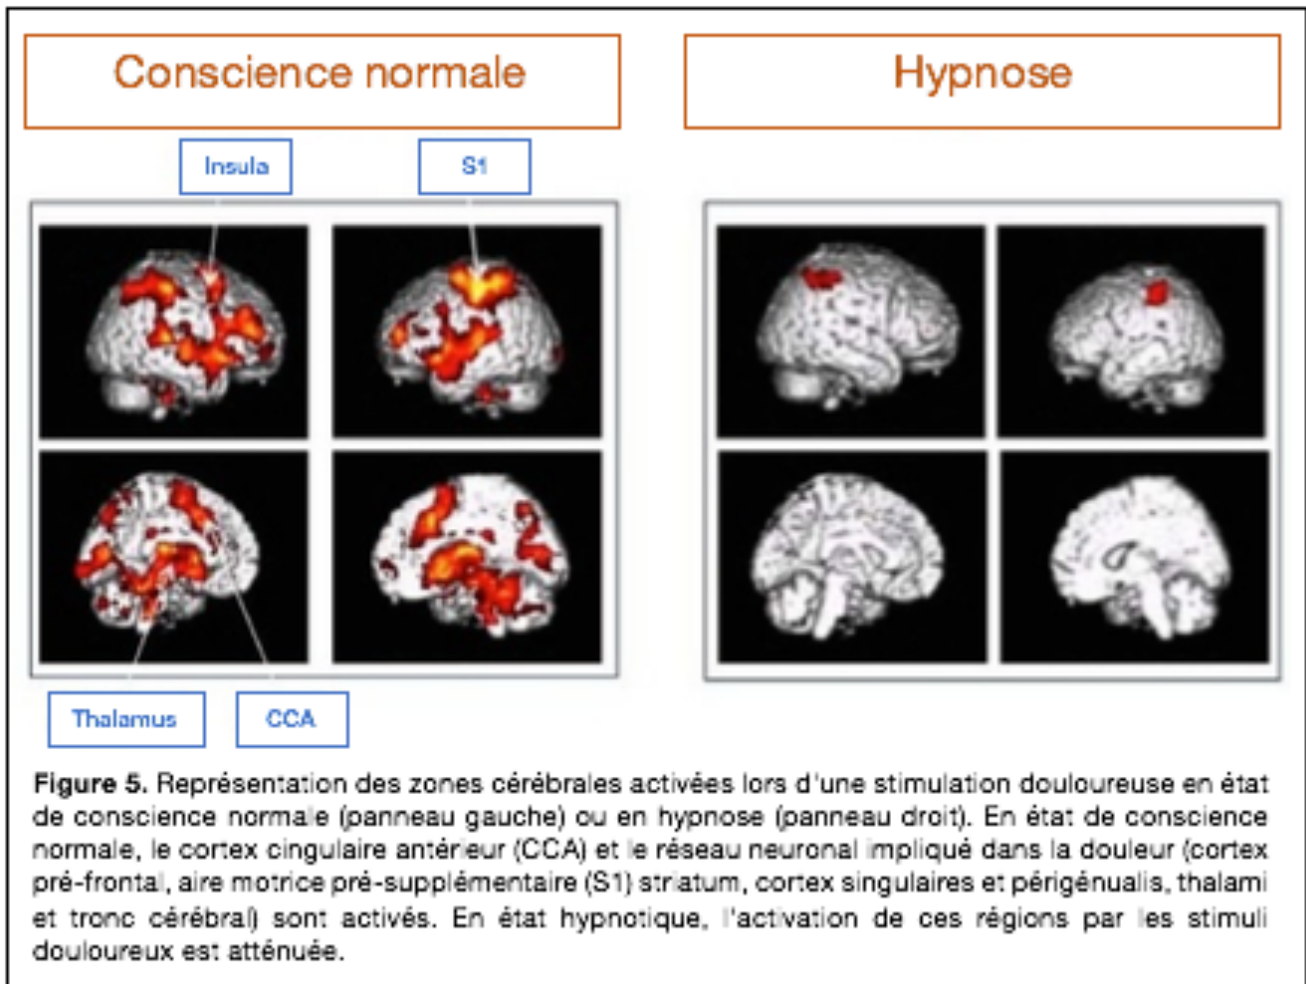 Conscience normale
Hypnose
Insula
S1
Thalamus
CCA
Figure 5. Représentation des zones cérébrales activées lors d'une stimulation douloureuse en état
de conscience normale (panneau gauche) ou en hypnose (panneau droit). En état de conscience
normale, le cortex cingulaire antérieur (CCA) et le réseau neuronal impliqué dans la douleur (cortex
pré-frontal, aire motrice pré-supplémentaire (S1) striatum, cortex singulaires et périgénualis, thalami
et tronc cérébral) sont activés. En état hypnotique, l'activation de ces régions par les stimuli
douloureux est atténuée.